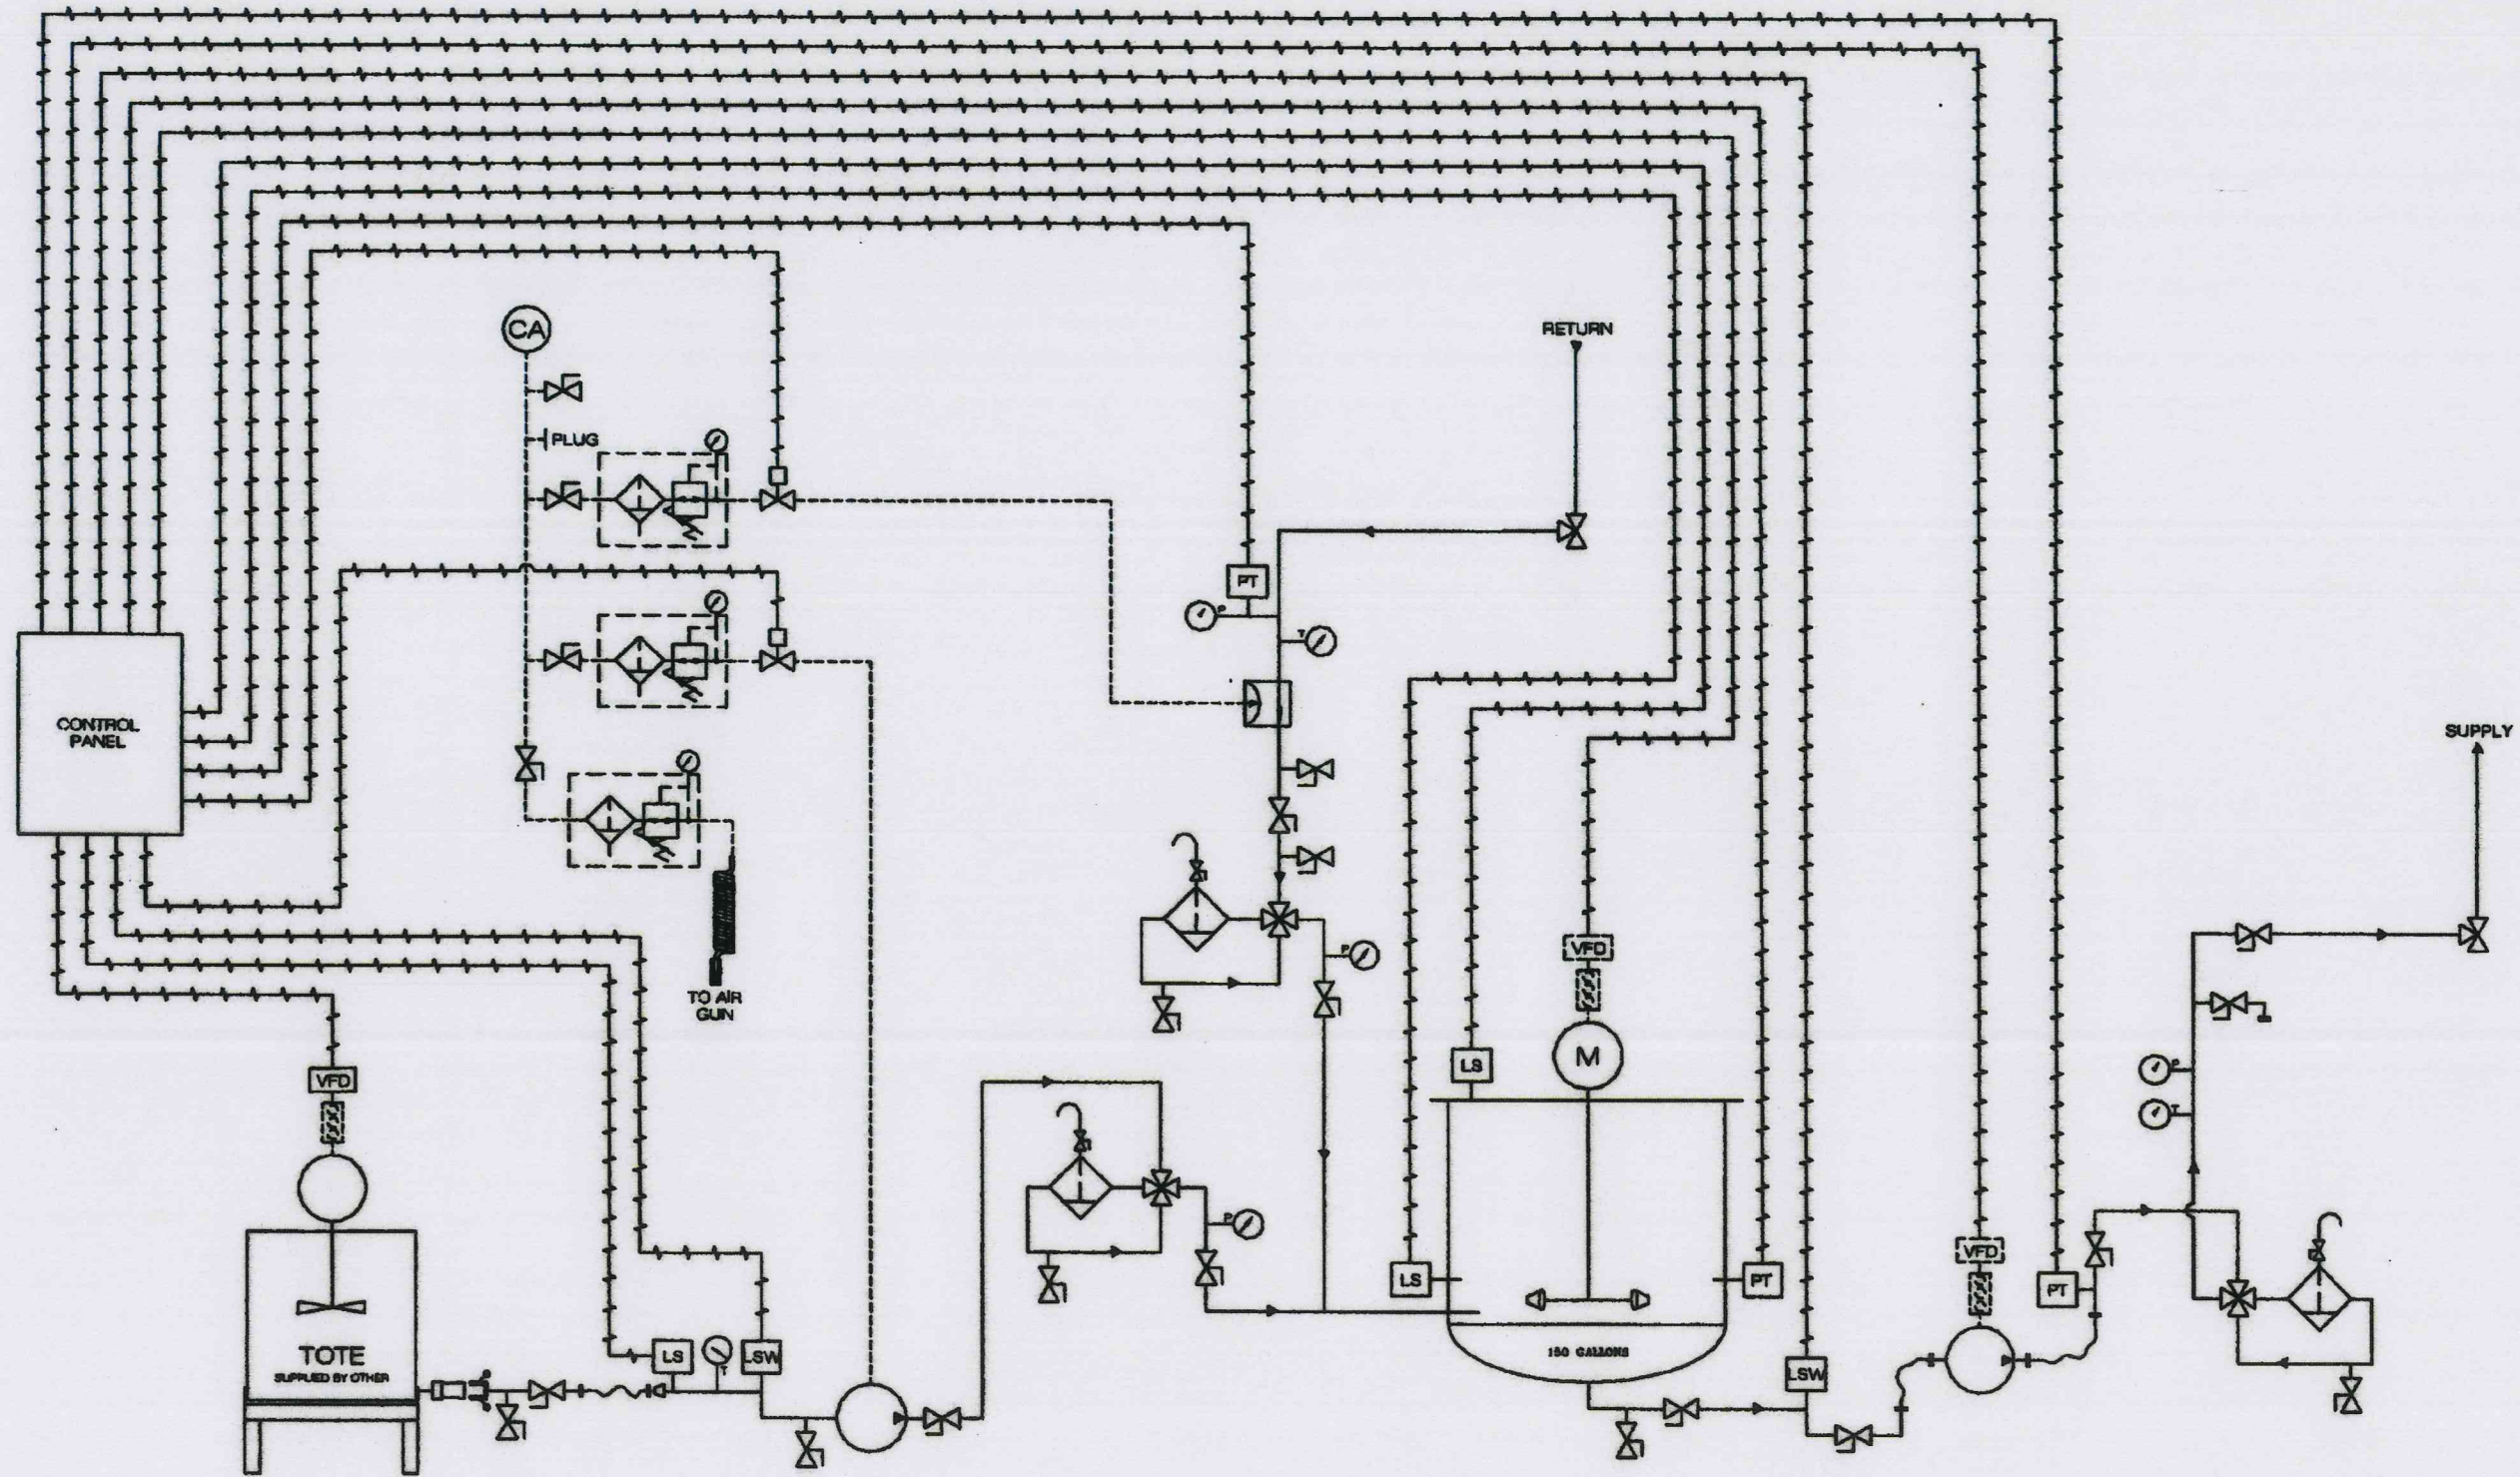 CA
RETURN
PLUG
PT
P
T
CONTROL
PANEL
SUPPLY
VFD
P
TO AIR
GUN
M
LS
VFD
P
T
P
VFD
LS
PT
PT
TOTE
SUPPLIED BY OTHER
LS
T
LSW
150 GALLONS
LSW